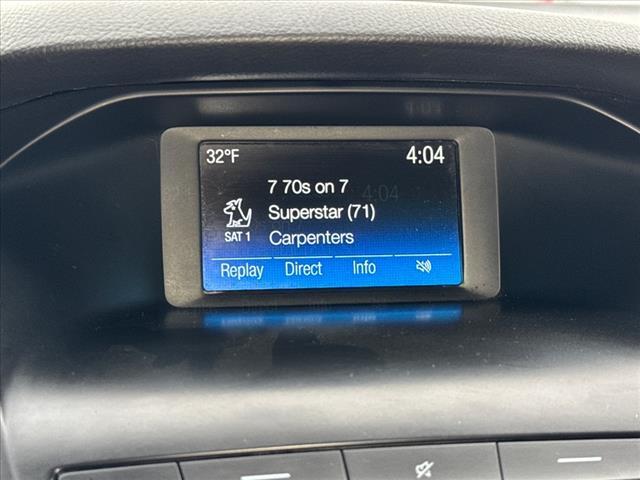 32°F 4:04
7 70s on 7
Superstar (71)
SAT 1 Carpenters
Replay Direct Info